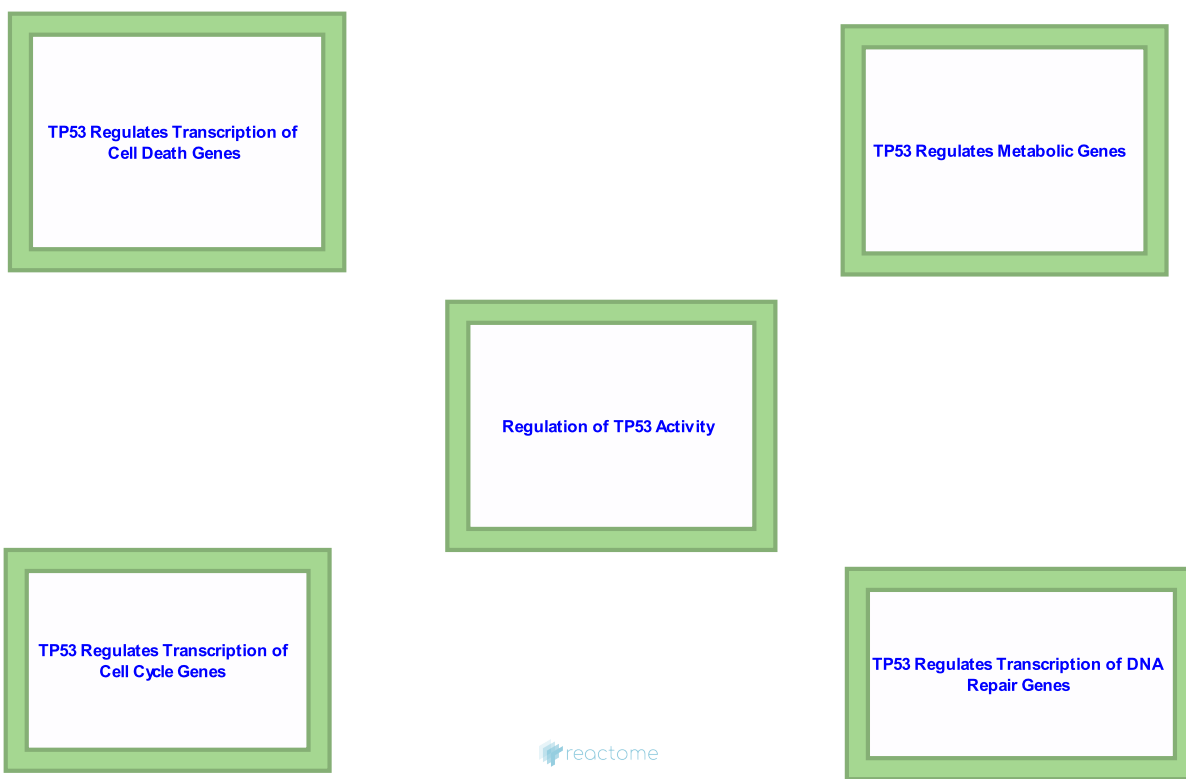 TP53 Regulates Transcription of
Cell Death Genes
TP53 Regulates Metabolic Genes
Regulation of TP53 Activity
TP53 Regulates Transcription of
Cell Cycle Genes
TP53 Regulates Transcription of DNA
Repair Genes
reactome